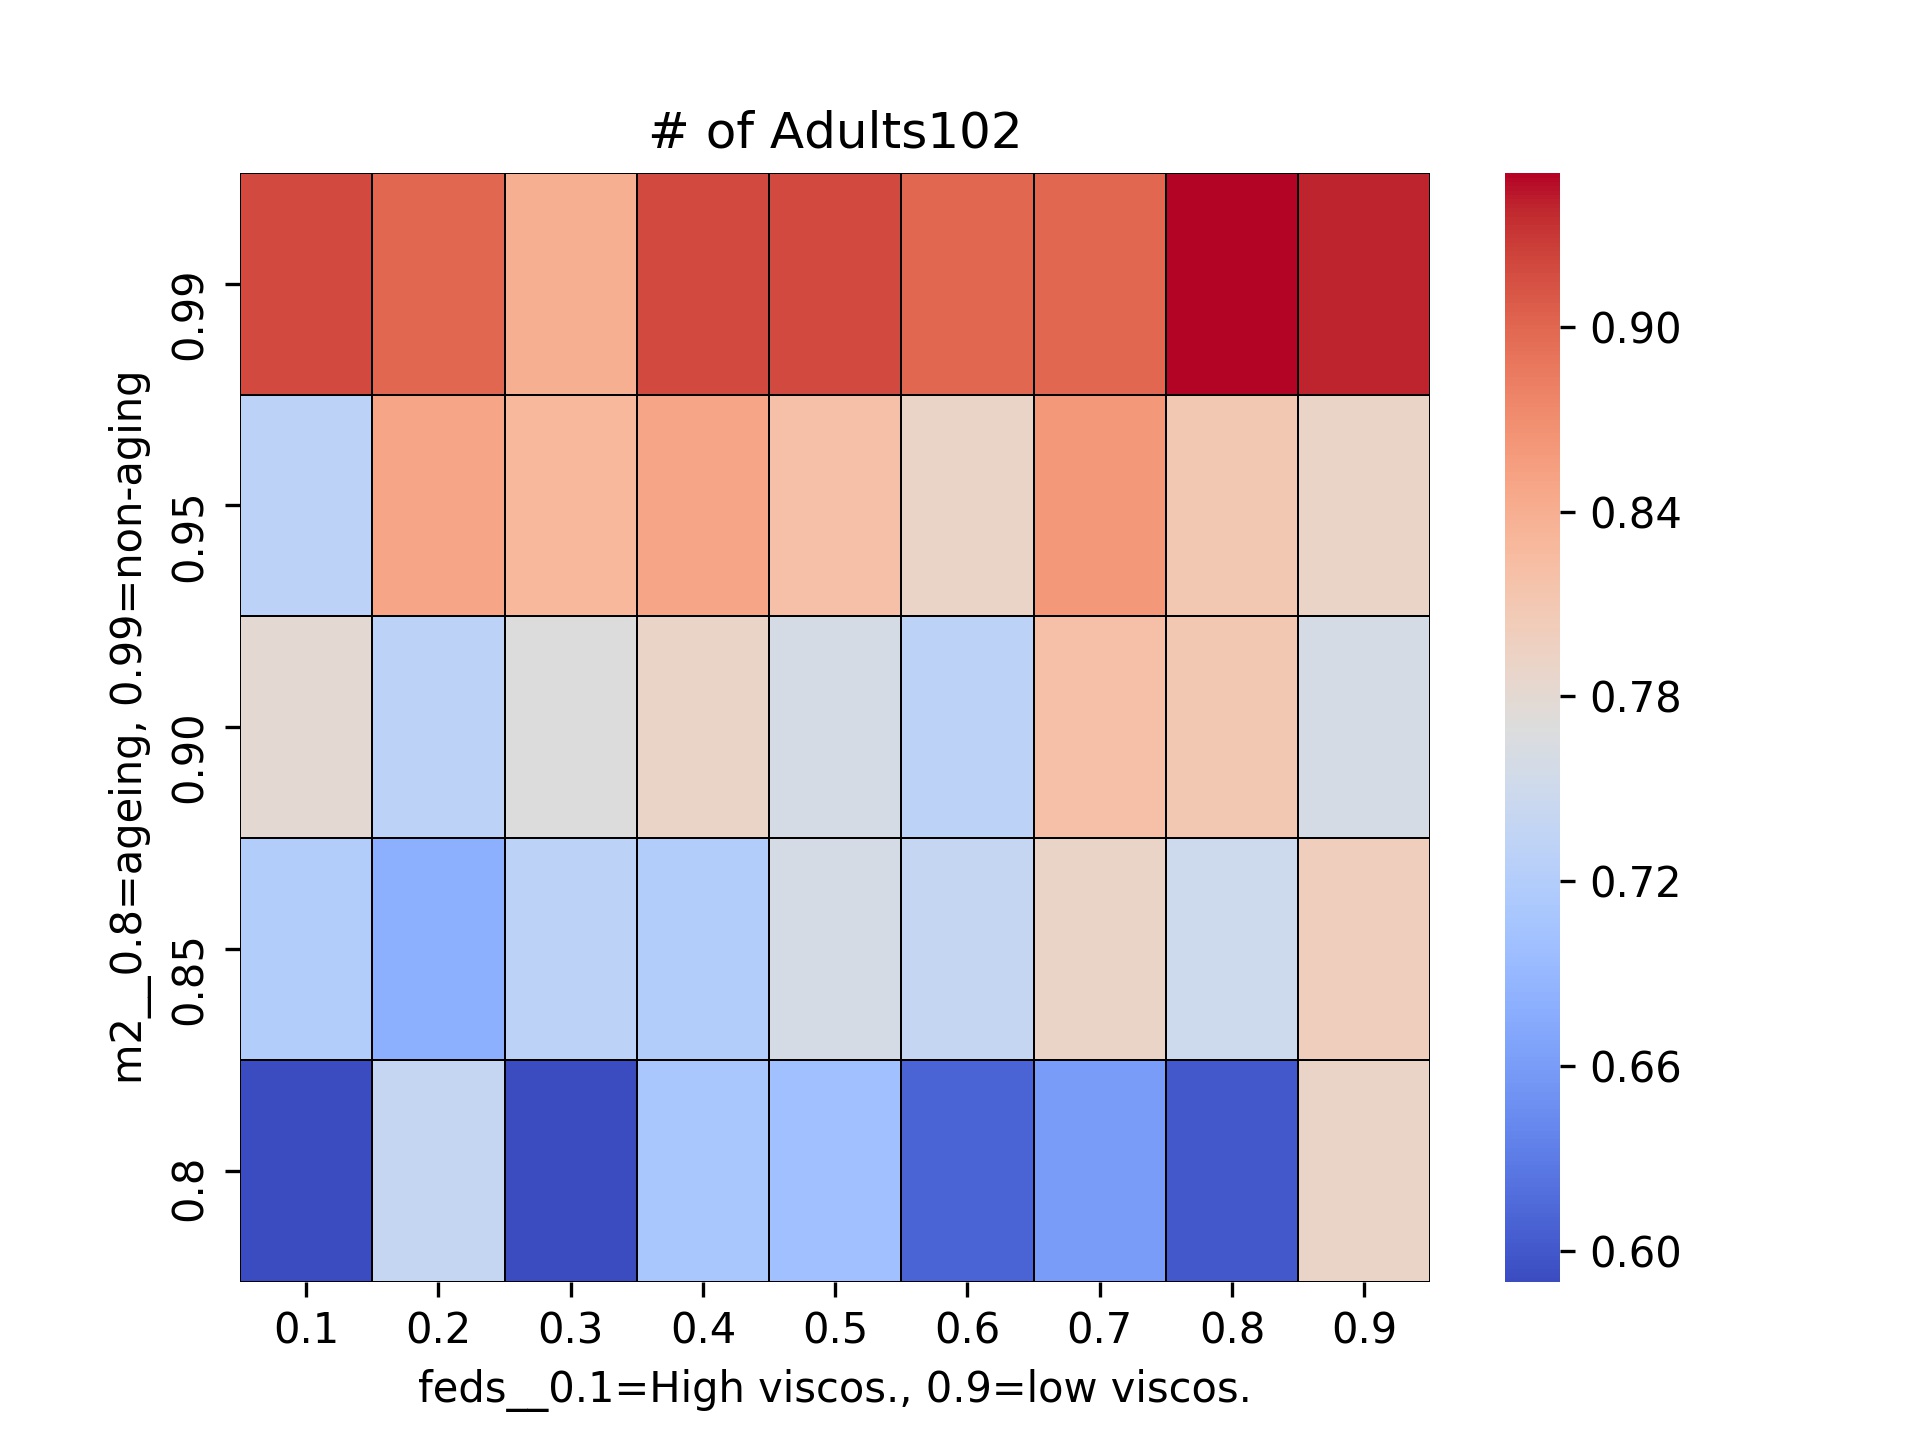 # of Adults102
m2__0.8=ageing, 0.99=non-aging
0.99
0.95
0.90
0.85
0.8
0.1 0.2 0.3 0.4 0.5 0.6 0.7 0.8 0.9
feds__0.1=High viscos., 0.9=low viscos.
0.90
0.84
0.78
0.72
0.66
0.60